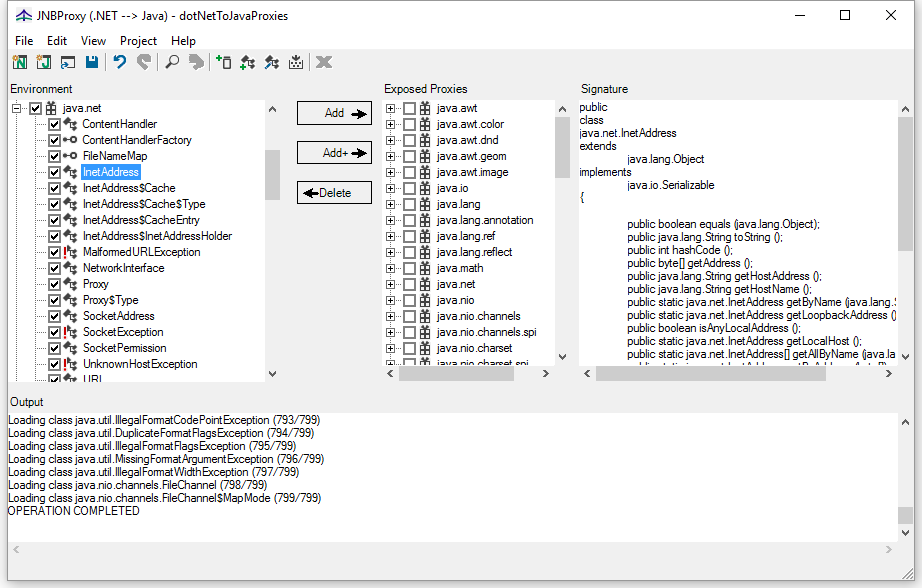 JNBProxy (.NET --> Java) - dotNetToJavaProxies
File Edit View Project Help
Environment
java.net
ContentHandler
ContentHandlerFactory
FileNameMap
InetAddress
InetAddress$Cache
InetAddress$Cache$Type
InetAddress$CacheEntry
InetAddress$InetAddressHolder
MalformedURLException
NetworkInterface
Proxy
Proxy$Type
SocketAddress
SocketException
SocketPermission
UnknownHostException
URL
Add
Add+
Delete
Exposed Proxies
java.awt
java.awt.color
java.awt.dnd
java.awt.geom
java.awt.image
java.io
java.lang
java.lang.annotation
java.lang.ref
java.lang.reflect
java.math
java.net
java.nio
java.nio.channels
java.nio.channels.spi
java.nio.charset
java.nio.charset.spi
Signature
public
class
java.net.InetAddress
extends
java.lang.Object
implements
java.io.Serializable
{
public boolean equals (java.lang.Object);
public java.lang.String toString ();
public int hashCode ();
public byte[] getAddress ();
public java.lang.String getHostAddress ();
public java.lang.String getHostName ();
public static java.net.InetAddress getByName (java.lang.
public static java.net.InetAddress getLoopbackAddress ()
public boolean isAnyLocalAddress ();
public static java.net.InetAddress getLocalHost ();
public static java.net.InetAddress[] getAllByName (java.la
Output
Loading class java.util.IllegalFormatCodePointException (793/799)
Loading class java.util.DuplicateFormatFlagsException (794/799)
Loading class java.util.IllegalFormatFlagsException (795/799)
Loading class java.util.MissingFormatArgumentException (796/799)
Loading class java.util.IllegalFormatWidthException (797/799)
Loading class java.nio.channels.FileChannel (798/799)
Loading class java.nio.channels.FileChannel$MapMode (799/799)
OPERATION COMPLETED